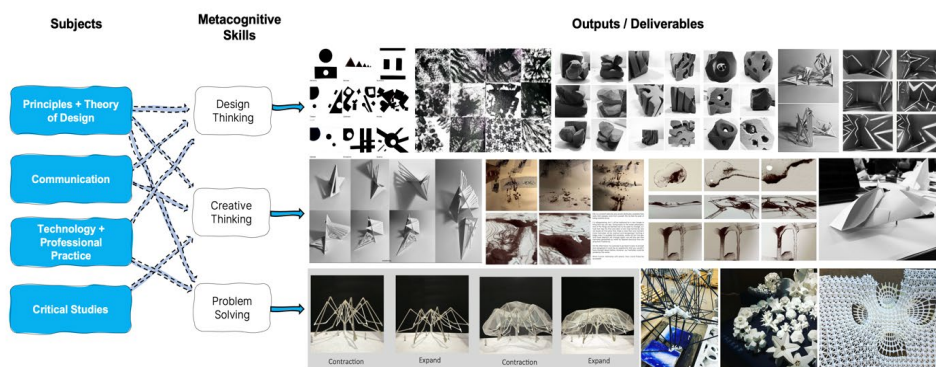 Subjects
Metacognitive
Skills
Outputs / Deliverables
Principles + Theory
of Design
Communication
Technology +
Professional
Practice
Critical Studies
Design
Thinking
Creative
Thinking
Problem
Solving
Contraction
Expand
Contraction
Expand